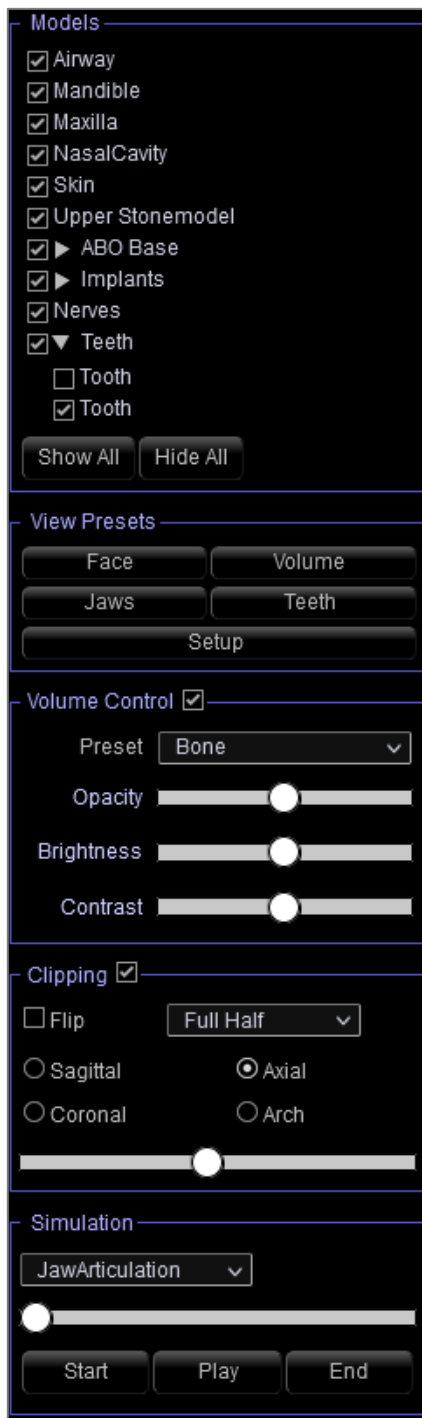 Models
Airway
Mandible
Maxilla
NasalCavity
Skin
Upper Stonemodel
ABO Base
Implants
Nerves
Teeth
Tooth
Tooth
Show All Hide All
View Presets
Face Volume
Jaws Teeth
Setup
Volume Control
Preset Bone
Opacity
Brightness
Contrast
Clipping
Flip Full Half
Sagittal Axial
Coronal Arch
Simulation
JawArticulation
Start Play End